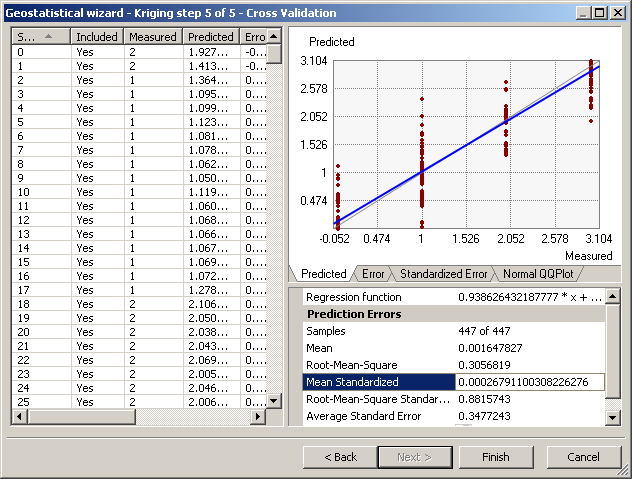 Geostatistical wizard - Kriging step 5 of 5 - Cross Validation
S... Included Measured Predicted Erro
0 Yes 2 1.927... -0...
1 Yes 2 1.413... -0...
2 Yes 1 1.364... 0....
3 Yes 1 1.095... 0....
4 Yes 1 1.099... 0....
5 Yes 1 1.123... 0....
6 Yes 1 1.081... 0....
7 Yes 1 1.078... 0....
8 Yes 1 1.062... 0....
9 Yes 1 1.050... 0....
10 Yes 1 1.119... 0....
11 Yes 1 1.060... 0....
12 Yes 1 1.068... 0....
13 Yes 1 1.066... 0....
14 Yes 1 1.067... 0....
15 Yes 1 1.069... 0....
16 Yes 1 1.072... 0....
17 Yes 1 1.278... 0....
18 Yes 2 2.106... 0....
19 Yes 2 2.050... 0....
20 Yes 2 2.038... 0....
21 Yes 2 2.043... 0....
22 Yes 2 2.069... 0....
23 Yes 2 2.005... 0....
24 Yes 2 2.046... 0....
25 Yes 2 2.006... 0....
Predicted
3.104
2.578
2.052
1.526
1
0.474
-0.052 0.474 1 1.526 2.052 2.578 3.104
Measured
Predicted Error Standardized Error Normal QQPlot
Regression function 0.938626432187777 * x + ...
Prediction Errors
Samples 447 of 447
Mean 0.001647827
Root-Mean-Square 0.3056819
Mean Standardized 0.00026791100308226276
Root-Mean-Square Standar... 0.8815743
Average Standard Error 0.3477243
< Back Next > Finish Cancel